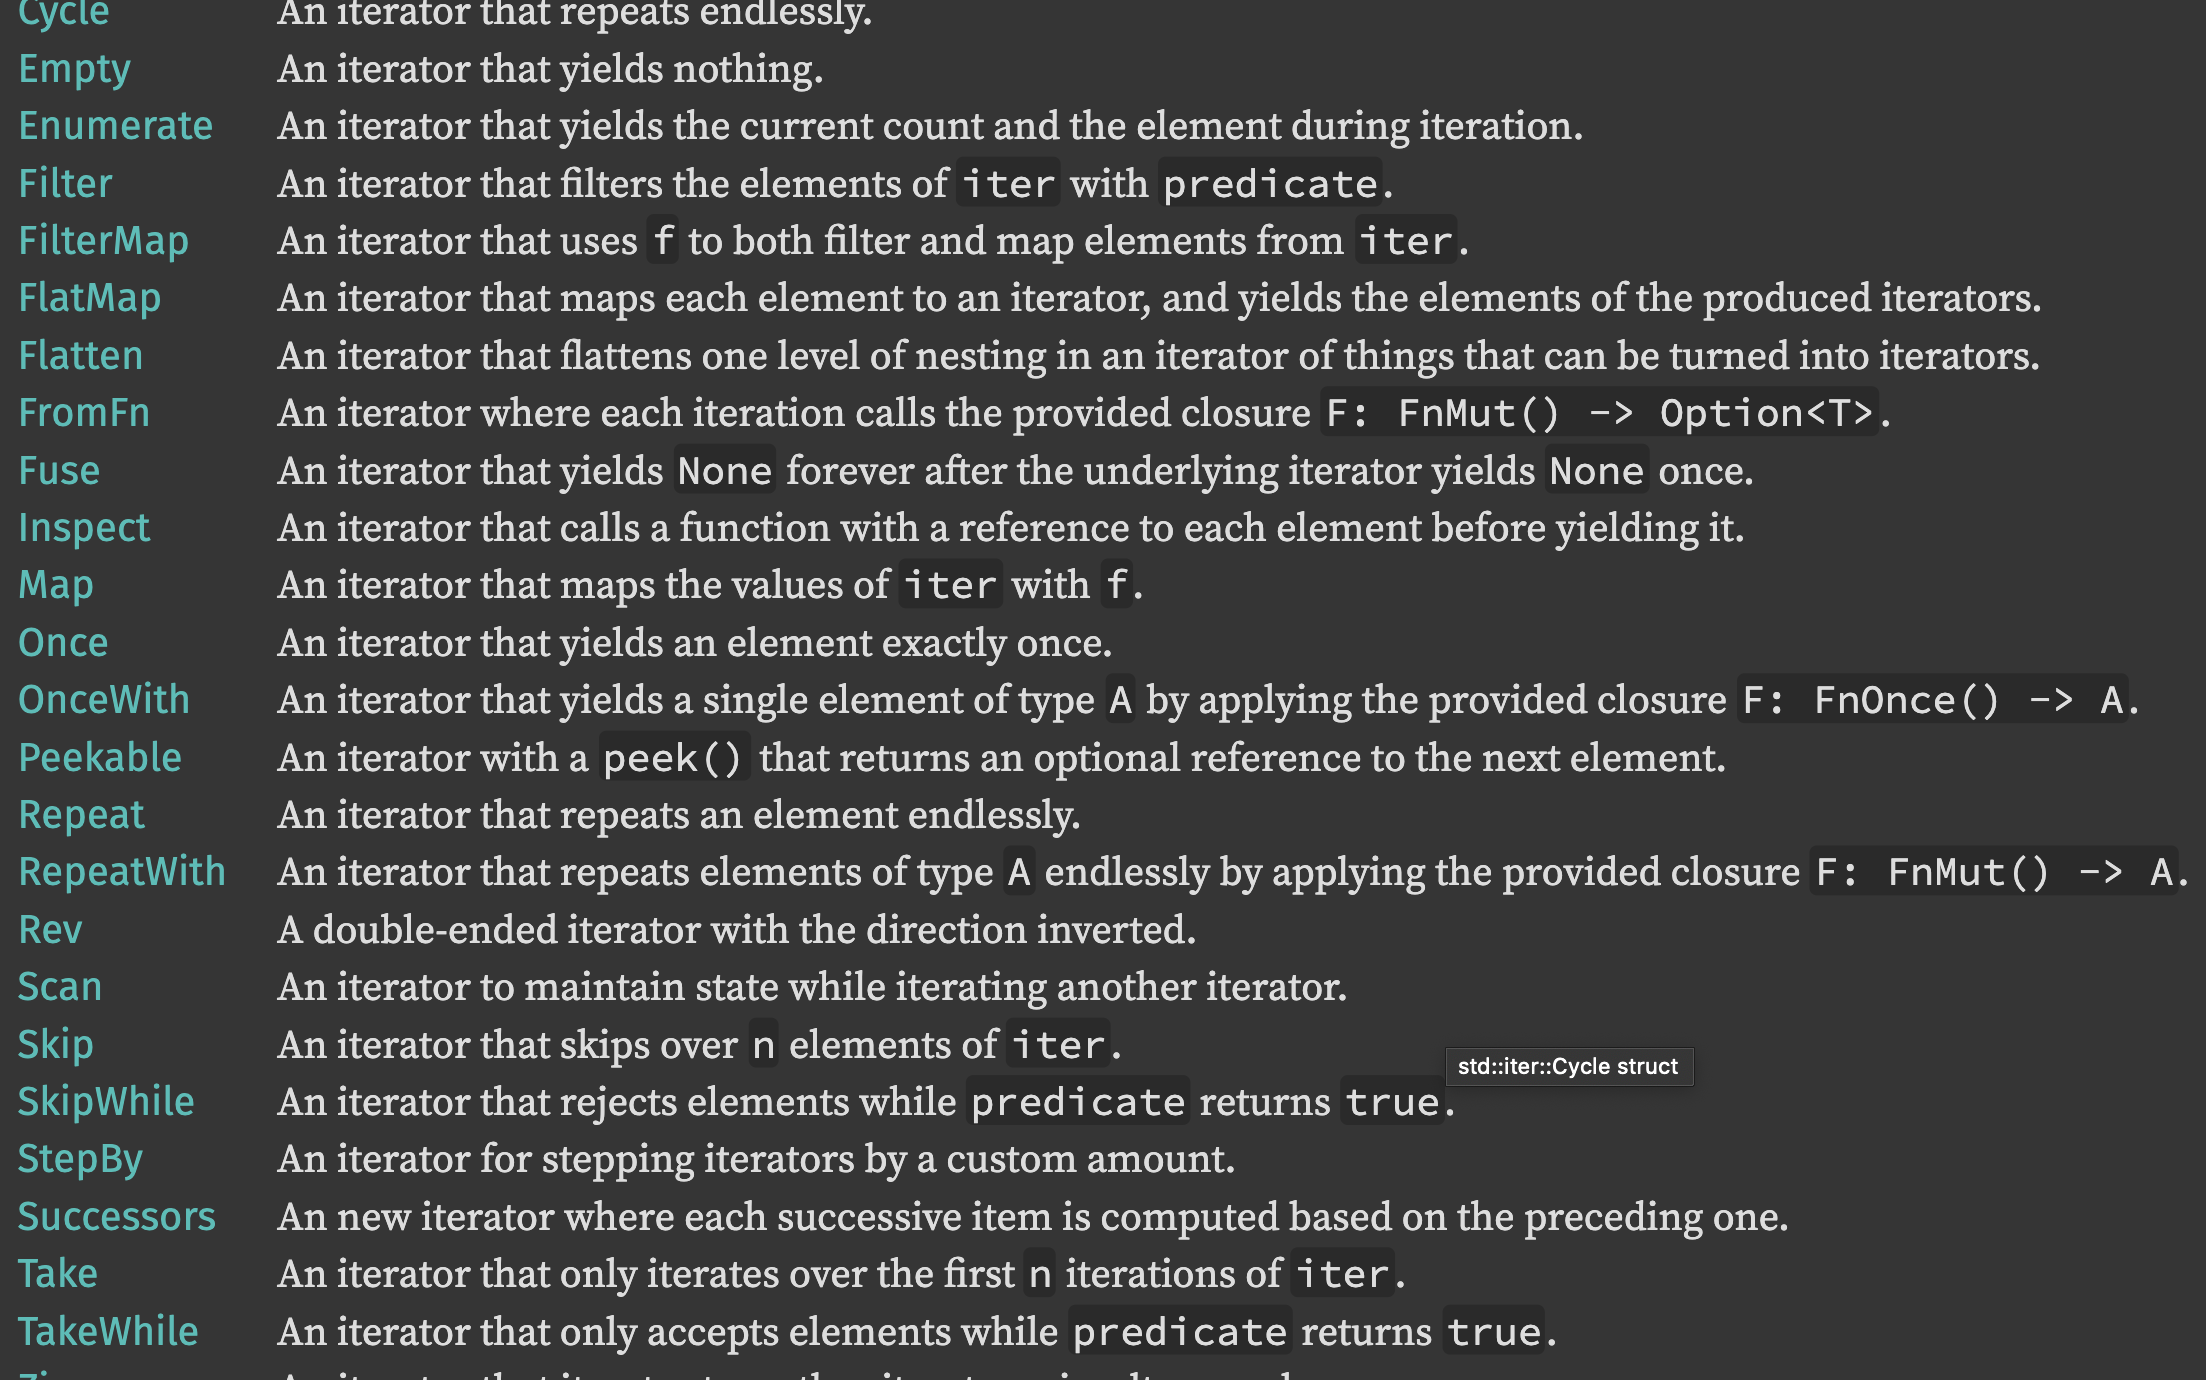 Cycle An iterator that repeats endlessly.
Empty An iterator that yields nothing.
Enumerate An iterator that yields the current count and the element during iteration.
Filter An iterator that filters the elements of iter with predicate.
FilterMap An iterator that uses f to both filter and map elements from iter.
FlatMap An iterator that maps each element to an iterator, and yields the elements of the produced iterators.
Flatten An iterator that flattens one level of nesting in an iterator of things that can be turned into iterators.
FromFn An iterator where each iteration calls the provided closure F: FnMut() -> Option<T>.
Fuse An iterator that yields None forever after the underlying iterator yields None once.
Inspect An iterator that calls a function with a reference to each element before yielding it.
Map An iterator that maps the values of iter with f.
Once An iterator that yields an element exactly once.
OnceWith An iterator that yields a single element of type A by applying the provided closure F: FnOnce() -> A.
Peekable An iterator with a peek() that returns an optional reference to the next element.
Repeat An iterator that repeats an element endlessly.
RepeatWith An iterator that repeats elements of type A endlessly by applying the provided closure F: FnMut() -> A.
Rev A double-ended iterator with the direction inverted.
Scan An iterator to maintain state while iterating another iterator.
Skip An iterator that skips over n elements of iter.
std::iter::Cycle struct
SkipWhile An iterator that rejects elements while predicate returns true.
StepBy An iterator for stepping iterators by a custom amount.
Successors An new iterator where each successive item is computed based on the preceding one.
Take An iterator that only iterates over the first n iterations of iter.
TakeWhile An iterator that only accepts elements while predicate returns true.